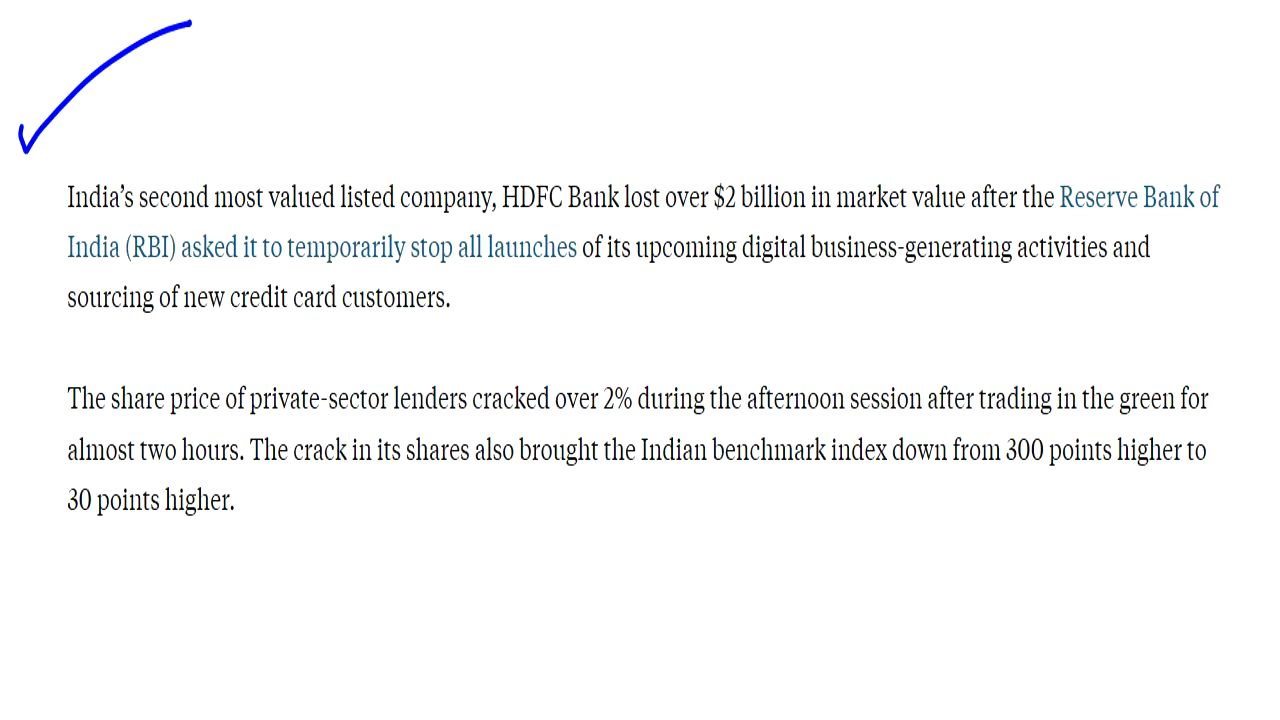 India’s second most valued listed company, HDFC Bank lost over $2 billion in market value after the Reserve Bank of
India (RBI) asked it to temporarily stop all launches of its upcoming digital business-generating activities and
sourcing of new credit card customers.
The share price of private-sector lenders cracked over 2% during the afternoon session after trading in the green for
almost two hours. The crack in its shares also brought the Indian benchmark index down from 300 points higher to
30 points higher.